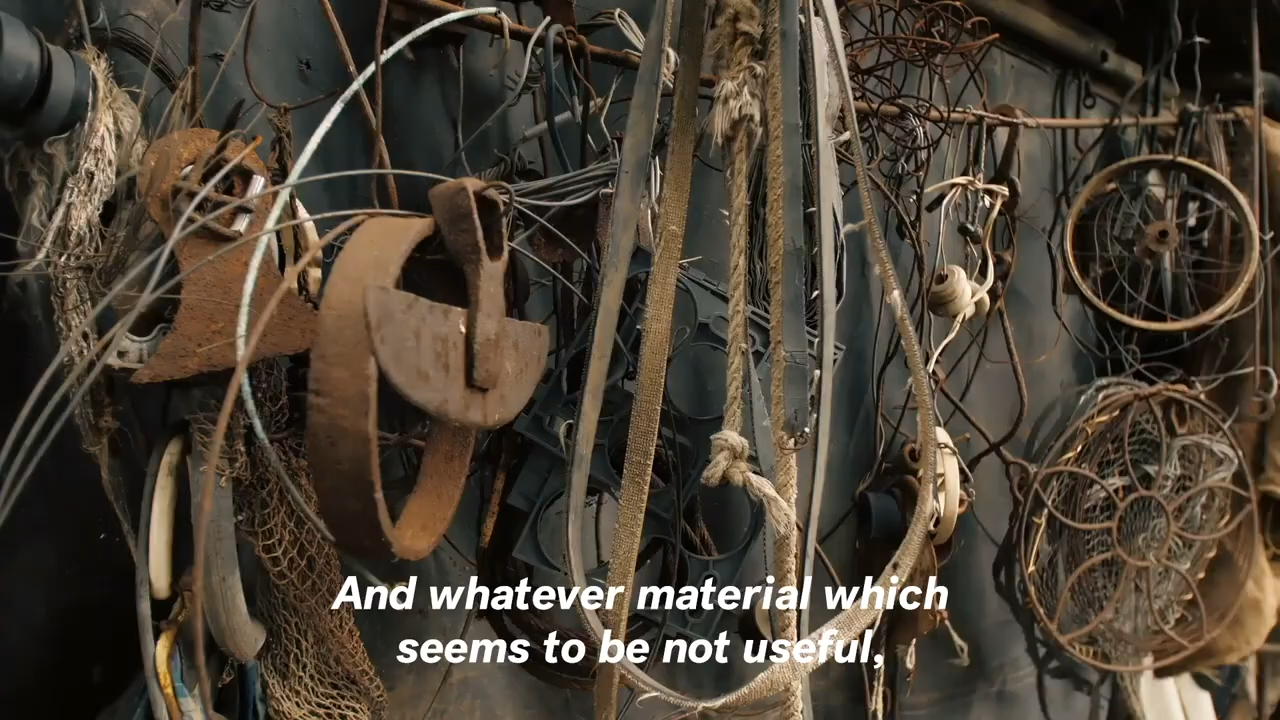 And whatever material which
seems to be not useful,